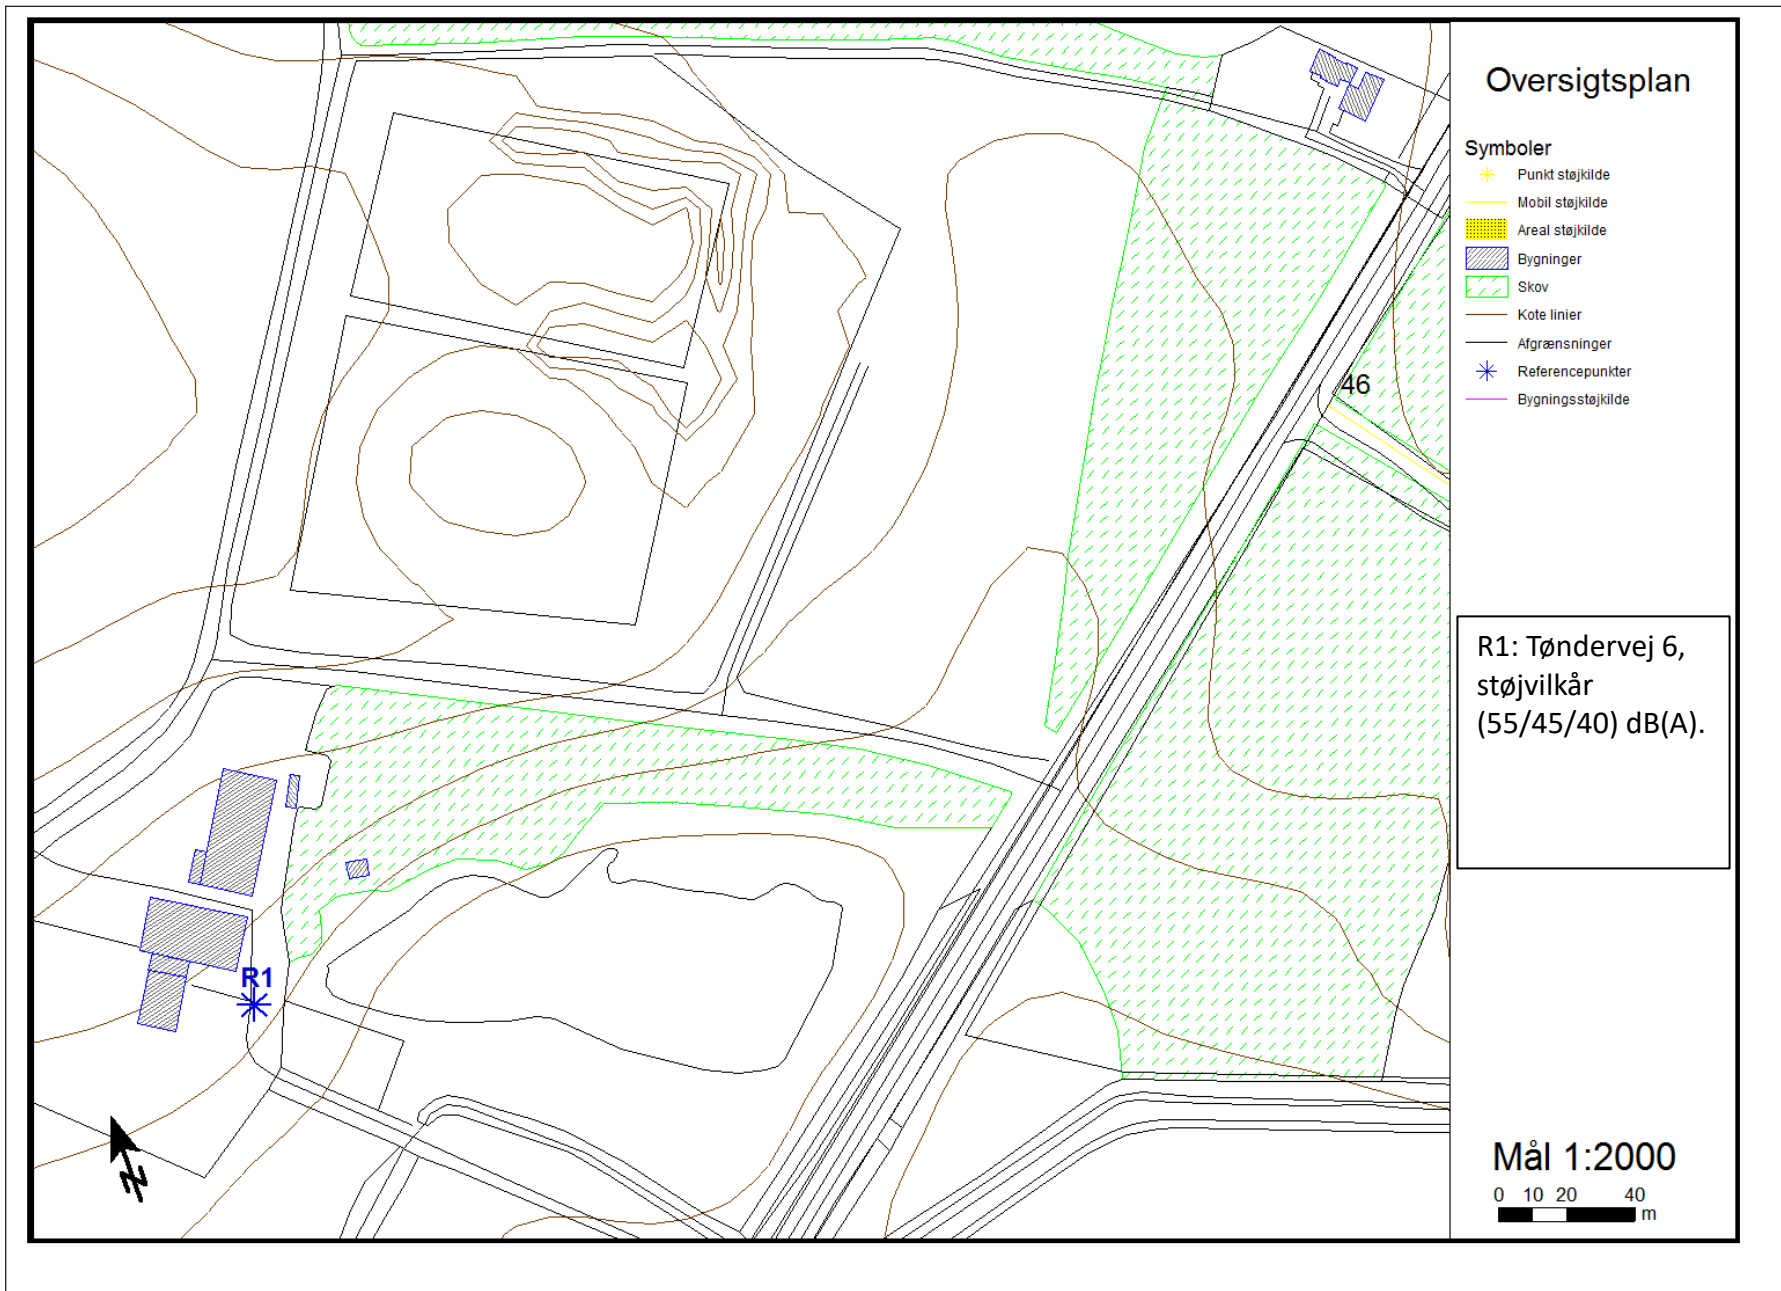 Oversigtsplan
Symboler
Punkt støjkilde
Mobil støjkilde
Areal støjkilde
Bygninger
Skov
Kote linier
Afgrænsninger
Referencepunkter
Bygningsstøjkilde
46
R1: Tøndervej 6,
støjvilkår
(55/45/40) dB(A).
R1
N
Mål 1:2000
0 10 20 40
m